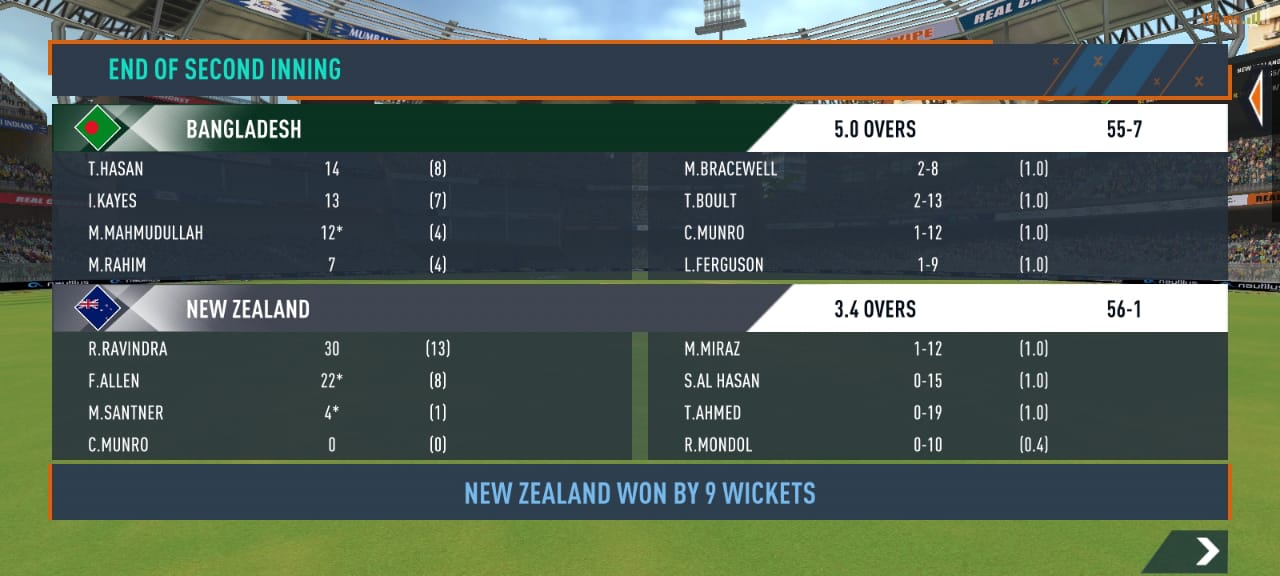 MUMBAI
REAL
END OF SECOND INNING
BANGLADESH 5.0 OVERS 55-7
T.HASAN 14 (8) M.BRACEWELL 2-8 (1.0)
I.KAYES 13 (7) T.BOULT 2-13 (1.0)
M.MAHMUDULLAH 12* (4) C.MUNRO 1-12 (1.0)
M.RAHIM 7 (4) L.FERGUSON 1-9 (1.0)
NEW ZEALAND 3.4 OVERS 56-1
R.RAVINDRA 30 (13) M.MIRAZ 1-12 (1.0)
F.ALLEN 22* (8) S.AL HASAN 0-15 (1.0)
M.SANTNER 4* (1) T.AHMED 0-19 (1.0)
C.MUNRO 0 (0) R.MONDOL 0-10 (0.4)
NEW ZEALAND WON BY 9 WICKETS